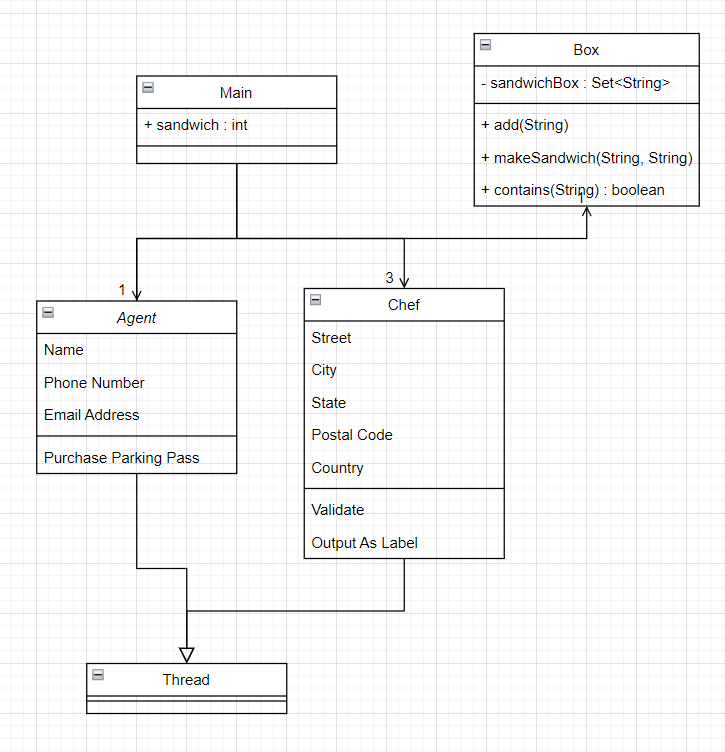 Main
+ sandwich : int
Box
- sandwichBox : Set<String>
+ add(String)
+ makeSandwich(String, String)
+ contains(String) : boolean
1
1
3
Agent
Name
Phone Number
Email Address
Purchase Parking Pass
Chef
Street
City
State
Postal Code
Country
Validate
Output As Label
Thread